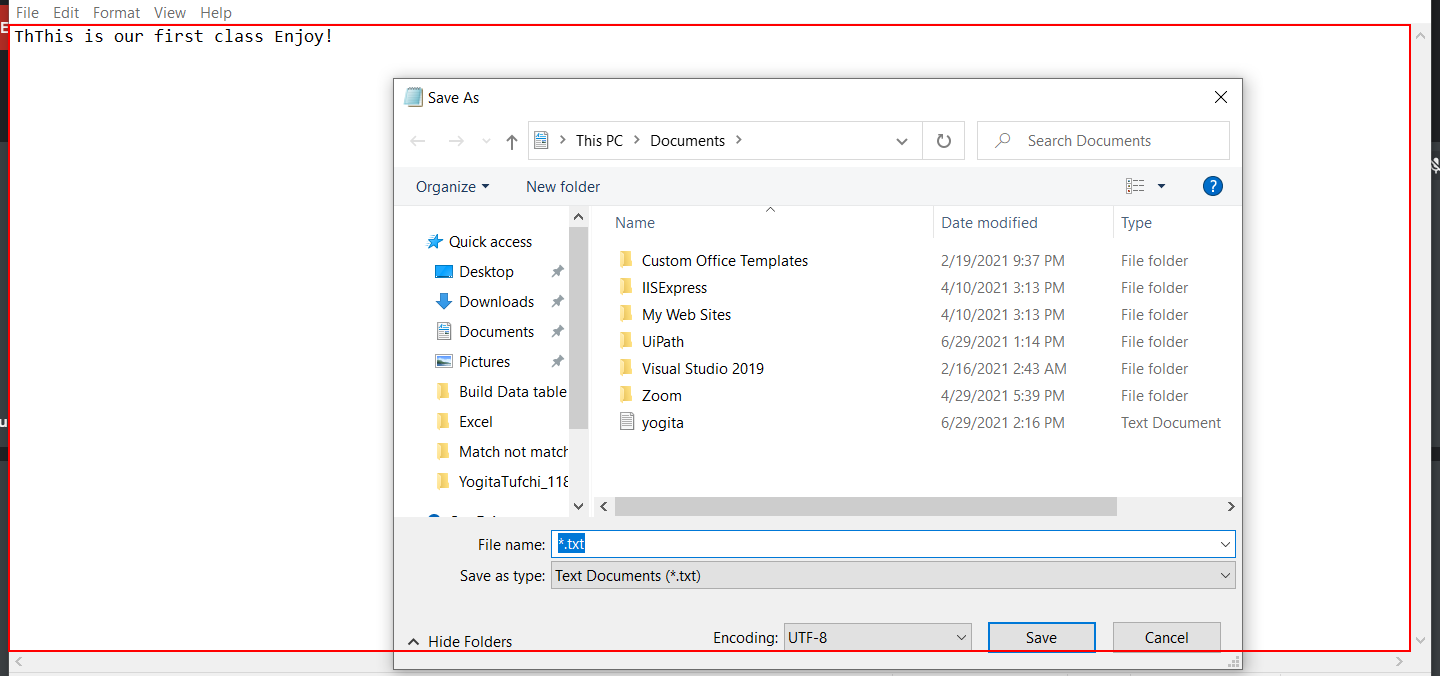 File Edit Format View Help
ThThis is our first class Enjoy!
Save As
This PC > Documents >
Search Documents
Organize New folder
?
Name Date modified Type
Quick access
Desktop
Downloads
Documents
Pictures
Build Data table
Excel
Match not match
YogitaTufchi_118
Custom Office Templates 2/19/2021 9:37 PM File folder
IISExpress 4/10/2021 3:13 PM File folder
My Web Sites 4/10/2021 3:13 PM File folder
UiPath 6/29/2021 1:14 PM File folder
Visual Studio 2019 2/16/2021 2:43 AM File folder
Zoom 4/29/2021 5:39 PM File folder
yogita 6/29/2021 2:16 PM Text Document
File name: *.txt
Save as type: Text Documents (*.txt)
Hide Folders Encoding: UTF-8 Save Cancel